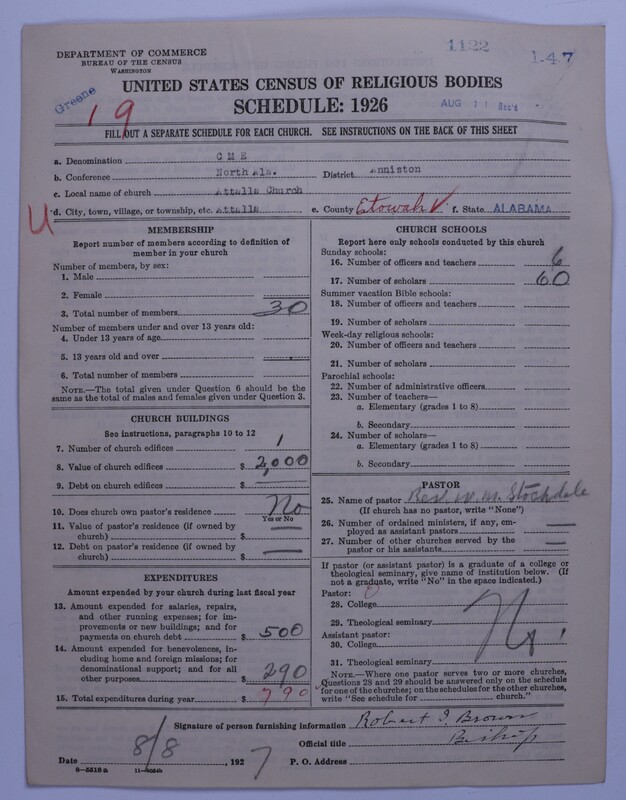 DEPARTMENT OF COMMERCE
BUREAU OF THE CENSUS
WASHINGTON
1122
147
UNITED STATES CENSUS OF RELIGIOUS BODIES
SCHEDULE: 1926
Greene
19
AUG 11 Rec'd
FILL OUT A SEPARATE SCHEDULE FOR EACH CHURCH. SEE INSTRUCTIONS ON THE BACK OF THIS SHEET
a. Denomination C M E
b. Conference North Ala. District Anniston
c. Local name of church Attalla Church
U d. City, town, village, or township, etc. Attalla e. County Etowah ✓ f. State ALABAMA
MEMBERSHIP
Report number of members according to definition of
member in your church
Number of members, by sex:
1. Male
2. Female
3. Total number of members 30
Number of members under and over 13 years old:
4. Under 13 years of age
5. 13 years old and over
6. Total number of members
NOTE.—The total given under Question 6 should be the
same as the total of males and females given under Question 3.
CHURCH BUILDINGS
See instructions, paragraphs 10 to 12
7. Number of church edifices 1
8. Value of church edifices $ 2,000
9. Debt on church edifices $
10. Does church own pastor's residence No
Yes or No
11. Value of pastor's residence (if owned by
church) $
12. Debt on pastor's residence (if owned by
church) $
EXPENDITURES
Amount expended by your church during last fiscal year
13. Amount expended for salaries, repairs,
and other running expenses; for im-
provements or new buildings; and for
payments on church debt $ 500
14. Amount expended for benevolences, in-
cluding home and foreign missions; for
denominational support; and for all
other purposes $ 290
15. Total expenditures during year $ 790
CHURCH SCHOOLS
Report here only schools conducted by this church
Sunday schools:
16. Number of officers and teachers 6
17. Number of scholars 60
Summer vacation Bible schools:
18. Number of officers and teachers
19. Number of scholars
Week-day religious schools:
20. Number of officers and teachers
21. Number of scholars
Parochial schools:
22. Number of administrative officers
23. Number of teachers—
a. Elementary (grades 1 to 8)
b. Secondary
24. Number of scholars—
a. Elementary (grades 1 to 8)
b. Secondary
PASTOR
25. Name of pastor Rev. W. M. Stockdale
(If church has no pastor, write "None")
26. Number of ordained ministers, if any, em-
ployed as assistant pastors
27. Number of other churches served by the
pastor or his assistants
If pastor (or assistant pastor) is a graduate of a college or
theological seminary, give name of institution below. (If
not a graduate, write "No" in the space indicated.)
Pastor:
28. College
29. Theological seminary
Assistant pastor:
30. College
31. Theological seminary
NOTE.—Where one pastor serves two or more churches,
Questions 28 and 29 should be answered only on the schedule
for one of the churches; on the schedules for the other churches,
write "See schedule for church."
Signature of person furnishing information Robert T. Brown
Official title Bishop
Date 8/8, 1927 P. O. Address